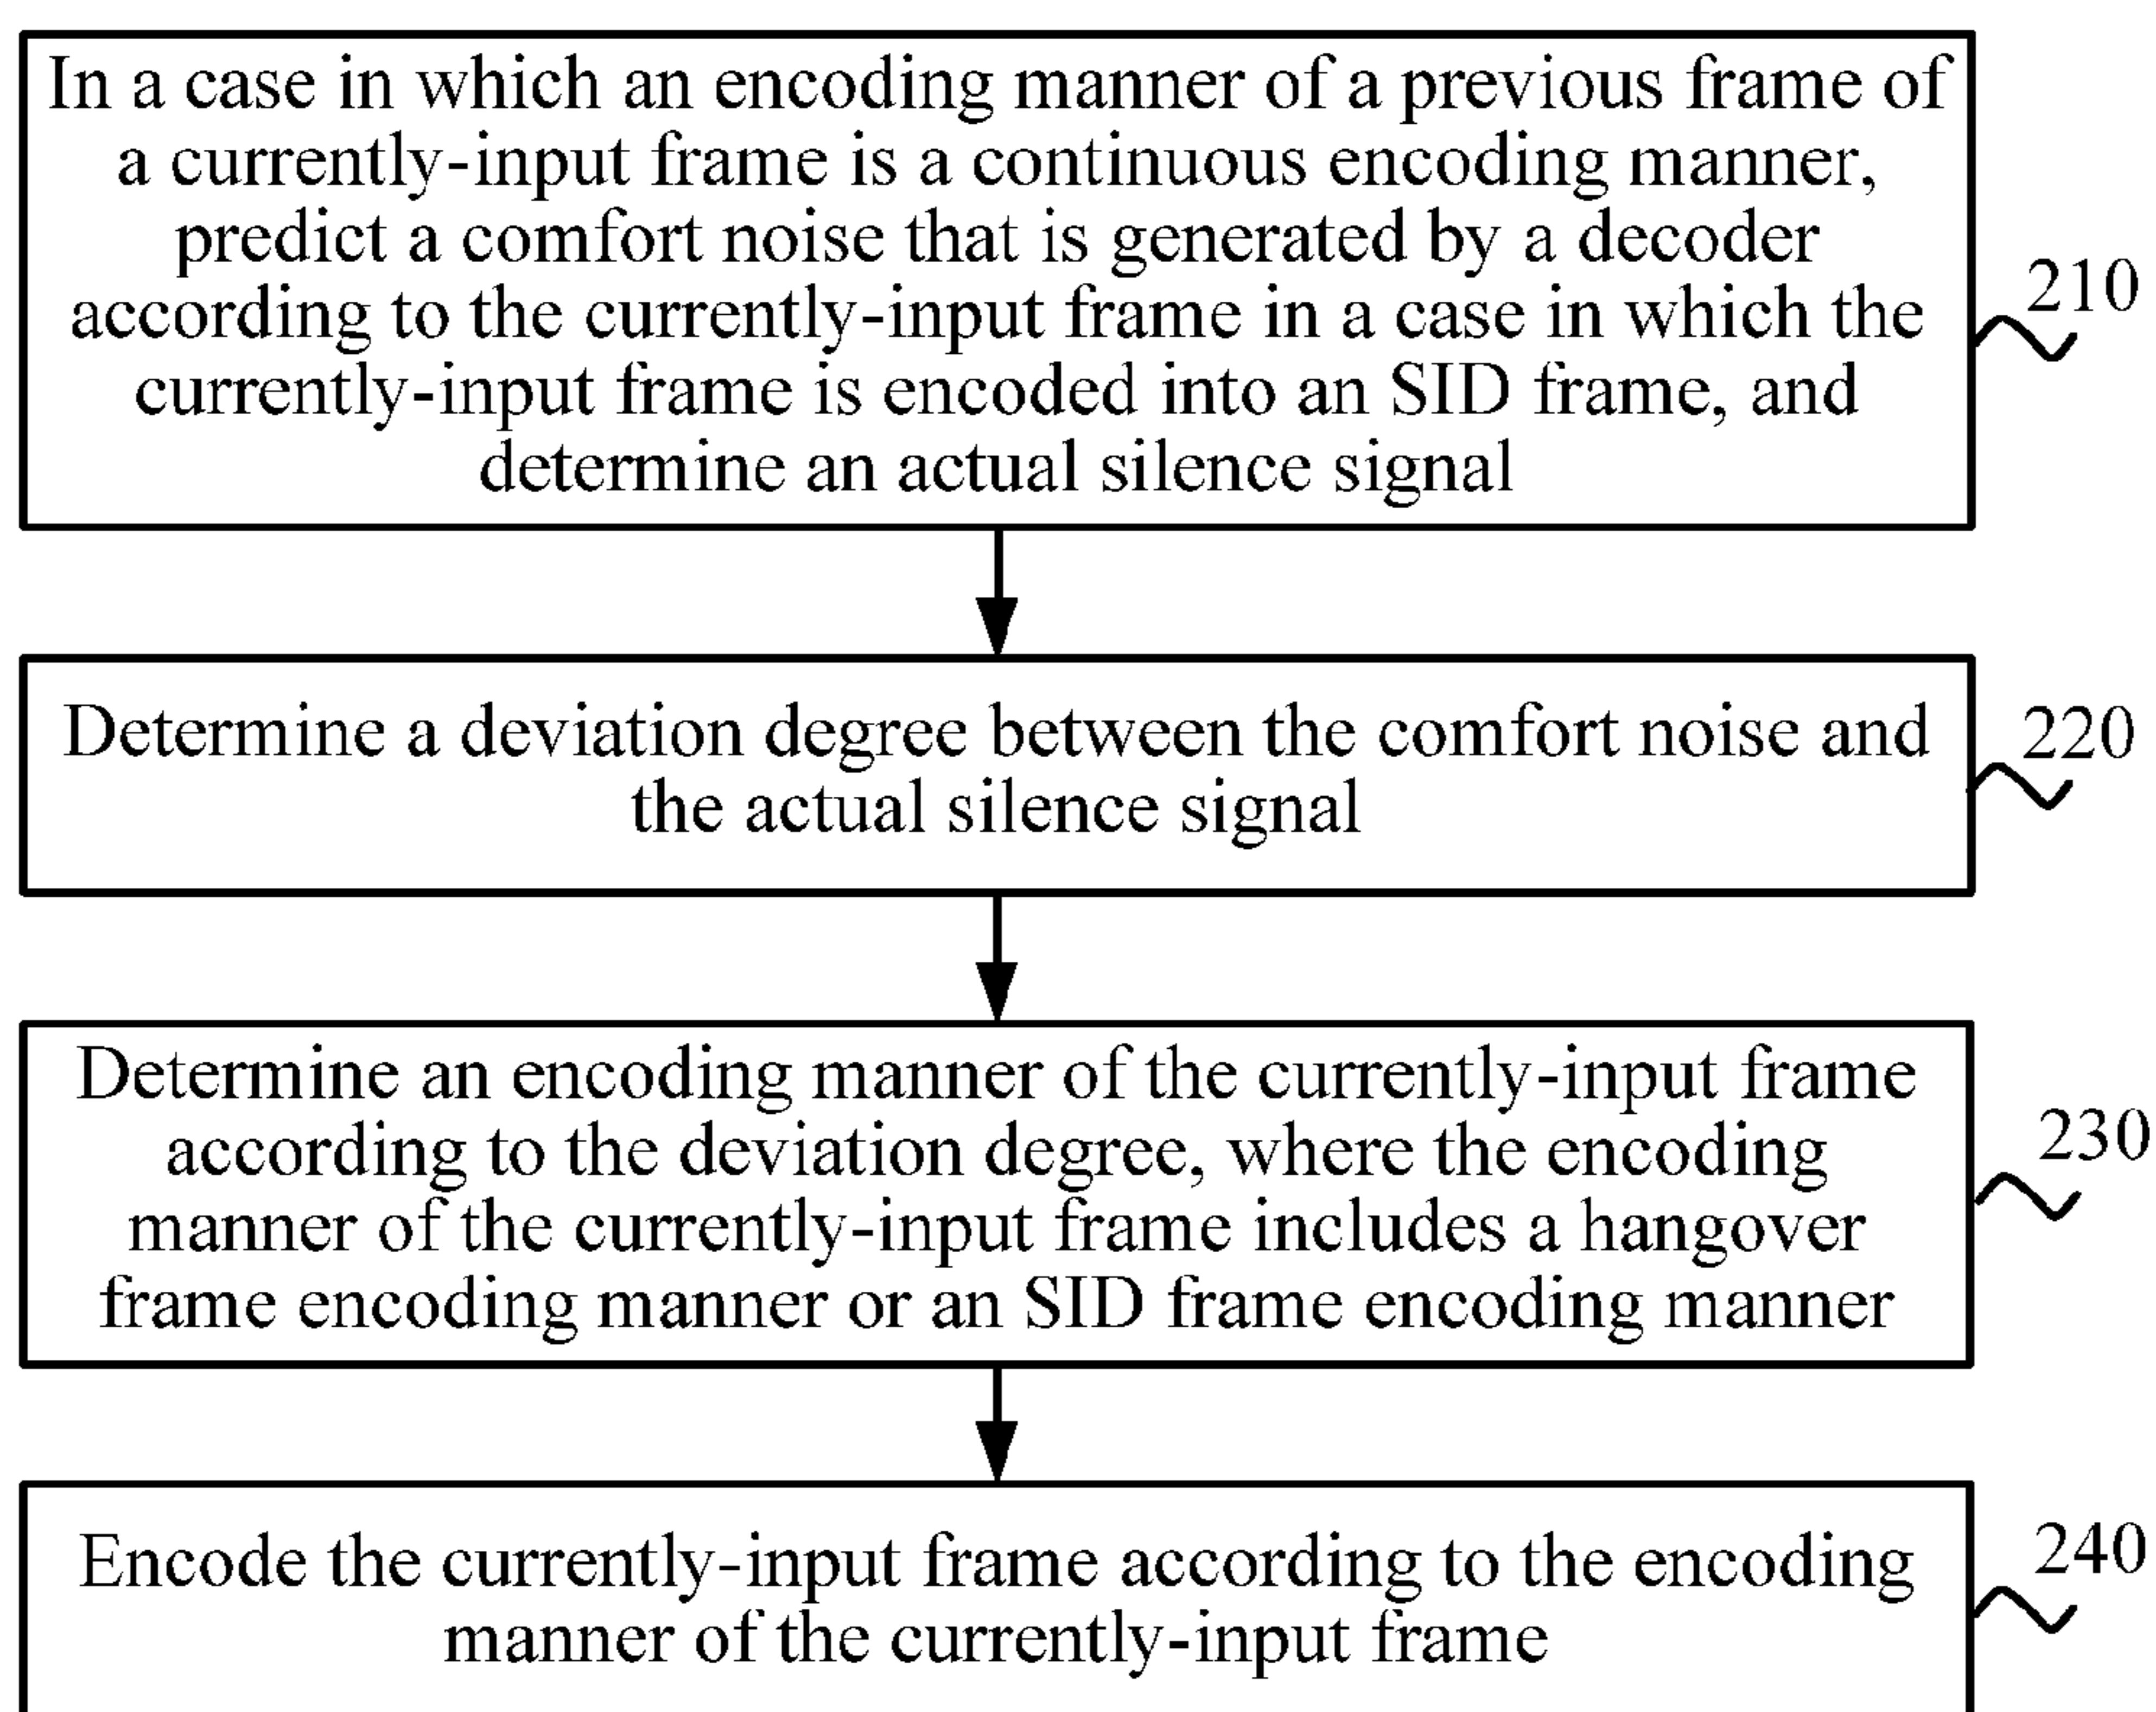 In a case in which an encoding manner of a previous frame of
a currently-input frame is a continuous encoding manner,
predict a comfort noise that is generated by a decoder
according to the currently-input frame in a case in which the
currently-input frame is encoded into an SID frame, and
determine an actual silence signal
210
Determine a deviation degree between the comfort noise and
the actual silence signal
220
Determine an encoding manner of the currently-input frame
according to the deviation degree, where the encoding
manner of the currently-input frame includes a hangover
frame encoding manner or an SID frame encoding manner
230
Encode the currently-input frame according to the encoding
manner of the currently-input frame
240